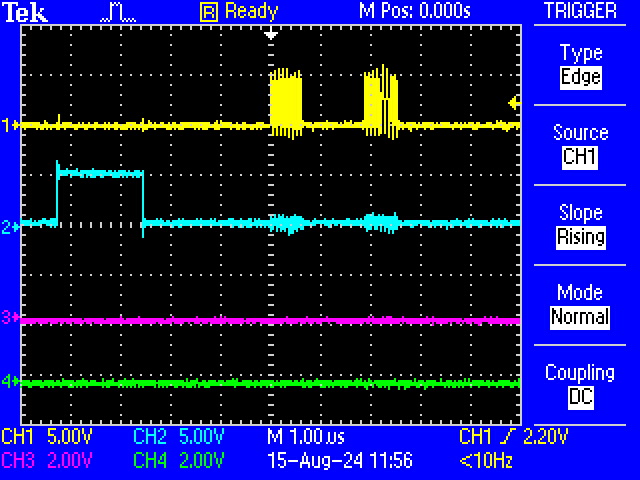 Tek R Ready M Pos: 0.000s TRIGGER
Type
Edge
1
Source
CH1
Slope
Rising
2
Mode
Normal
3
Coupling
DC
4
CH1 5.00V CH2 5.00V M 1.00µs CH1 2.20V
CH3 2.00V CH4 2.00V 15-Aug-24 11:56 <10Hz